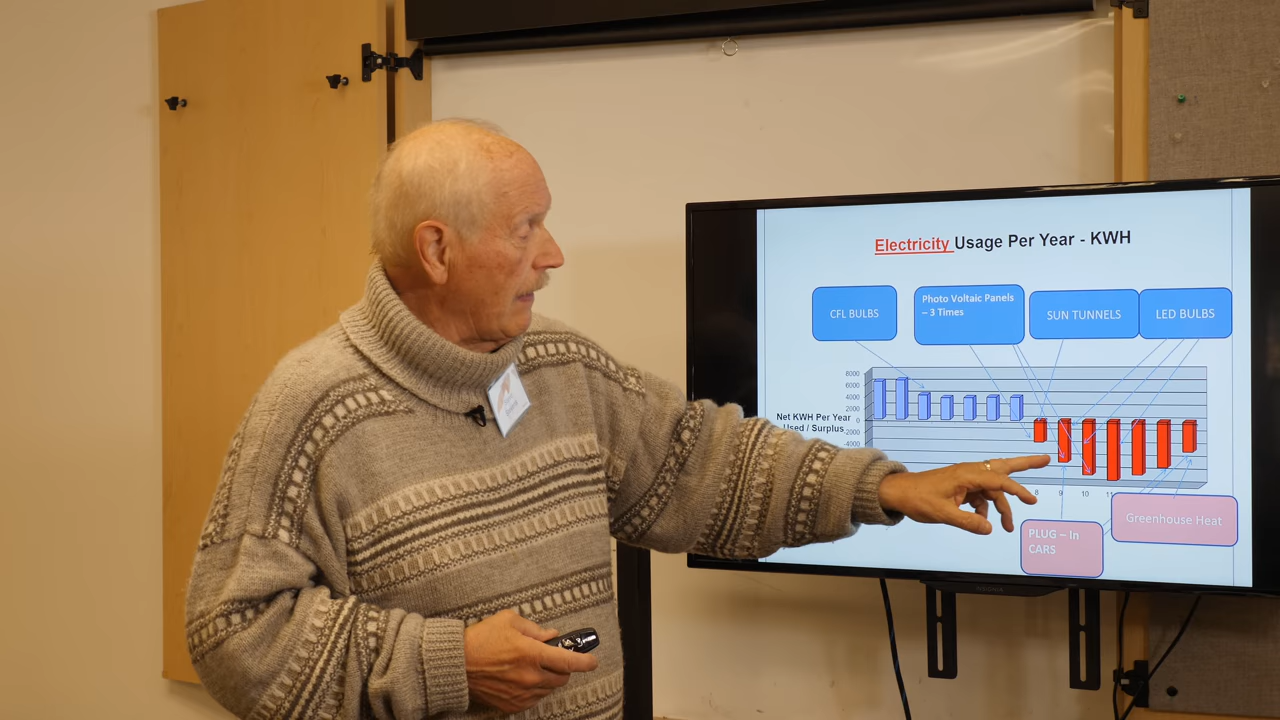 Electricity Usage Per Year - KWH
CFL BULBS
Photo Voltaic Panels
– 3 Times
SUN TUNNELS
LED BULBS
8000
6000
4000
2000
0
-2000
-4000
Net KWH Per Year
Used / Surplus
8
9
10
11
PLUG – In
CARS
Greenhouse Heat